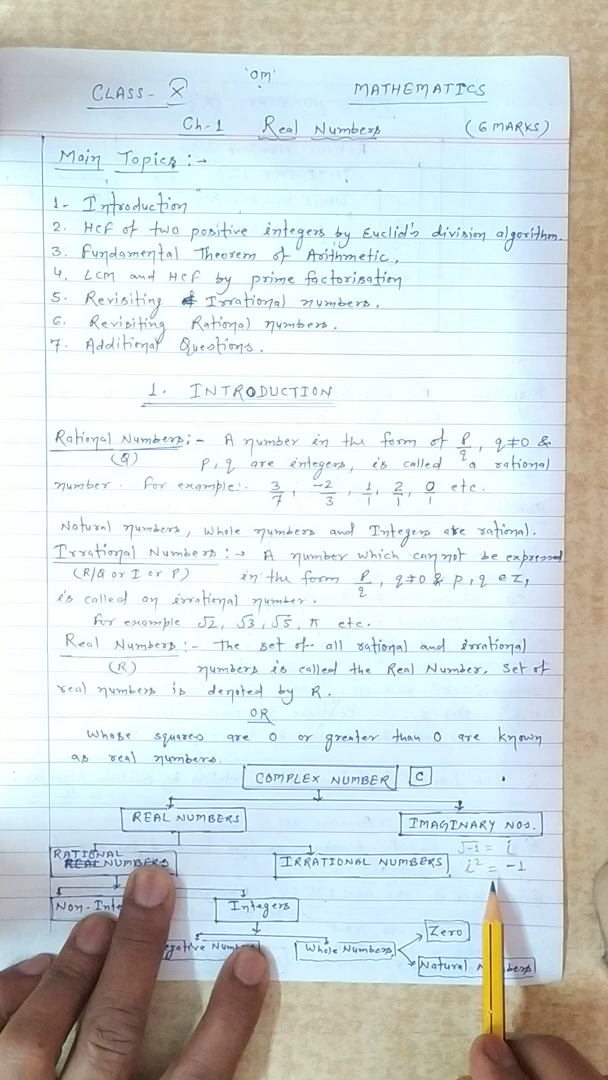 'OM'
CLASS - X MATHEMATICS
Ch-1 Real Numbers (6 MARKS)
Main Topics :→
1- Introduction
2. HCF of two positive integers by Euclid's division algorithm.
3. Fundamental Theorem of Arithmetic.
4. LCM and HCF by prime factorisation
5. Revisiting Irrational numbers.
6. Revisiting Rational numbers.
7. Additional Questions.
1. INTRODUCTION
Rational Numbers:- A number in the form of p/q, q≠0 &
(Q) p, q are integers, is called a rational
number. For example:- 3/7, -2/3, 1/1, 2/1, 0/1 etc.
Natural numbers, whole numbers and Integers are rational.
Irrational Numbers :→ A number which can not be expressed
(R/Q or I or P) in the form p/q, q≠0 & p, q ∈ Z,
is called an irrational number.
For example √2, √3, √5, π etc.
Real Numbers :- The set of all rational and irrational
(R) numbers is called the Real Number. Set of
real numbers is denoted by R.
OR
Whose squares are 0 or greater than 0 are known
as real numbers.
COMPLEX NUMBER C
REAL NUMBERS IMAGINARY NOS.
√-1 = i
RATIONAL NUMBERS IRRATIONAL NUMBERS i² = -1
Integers
Whole Numbers Zero
Natural